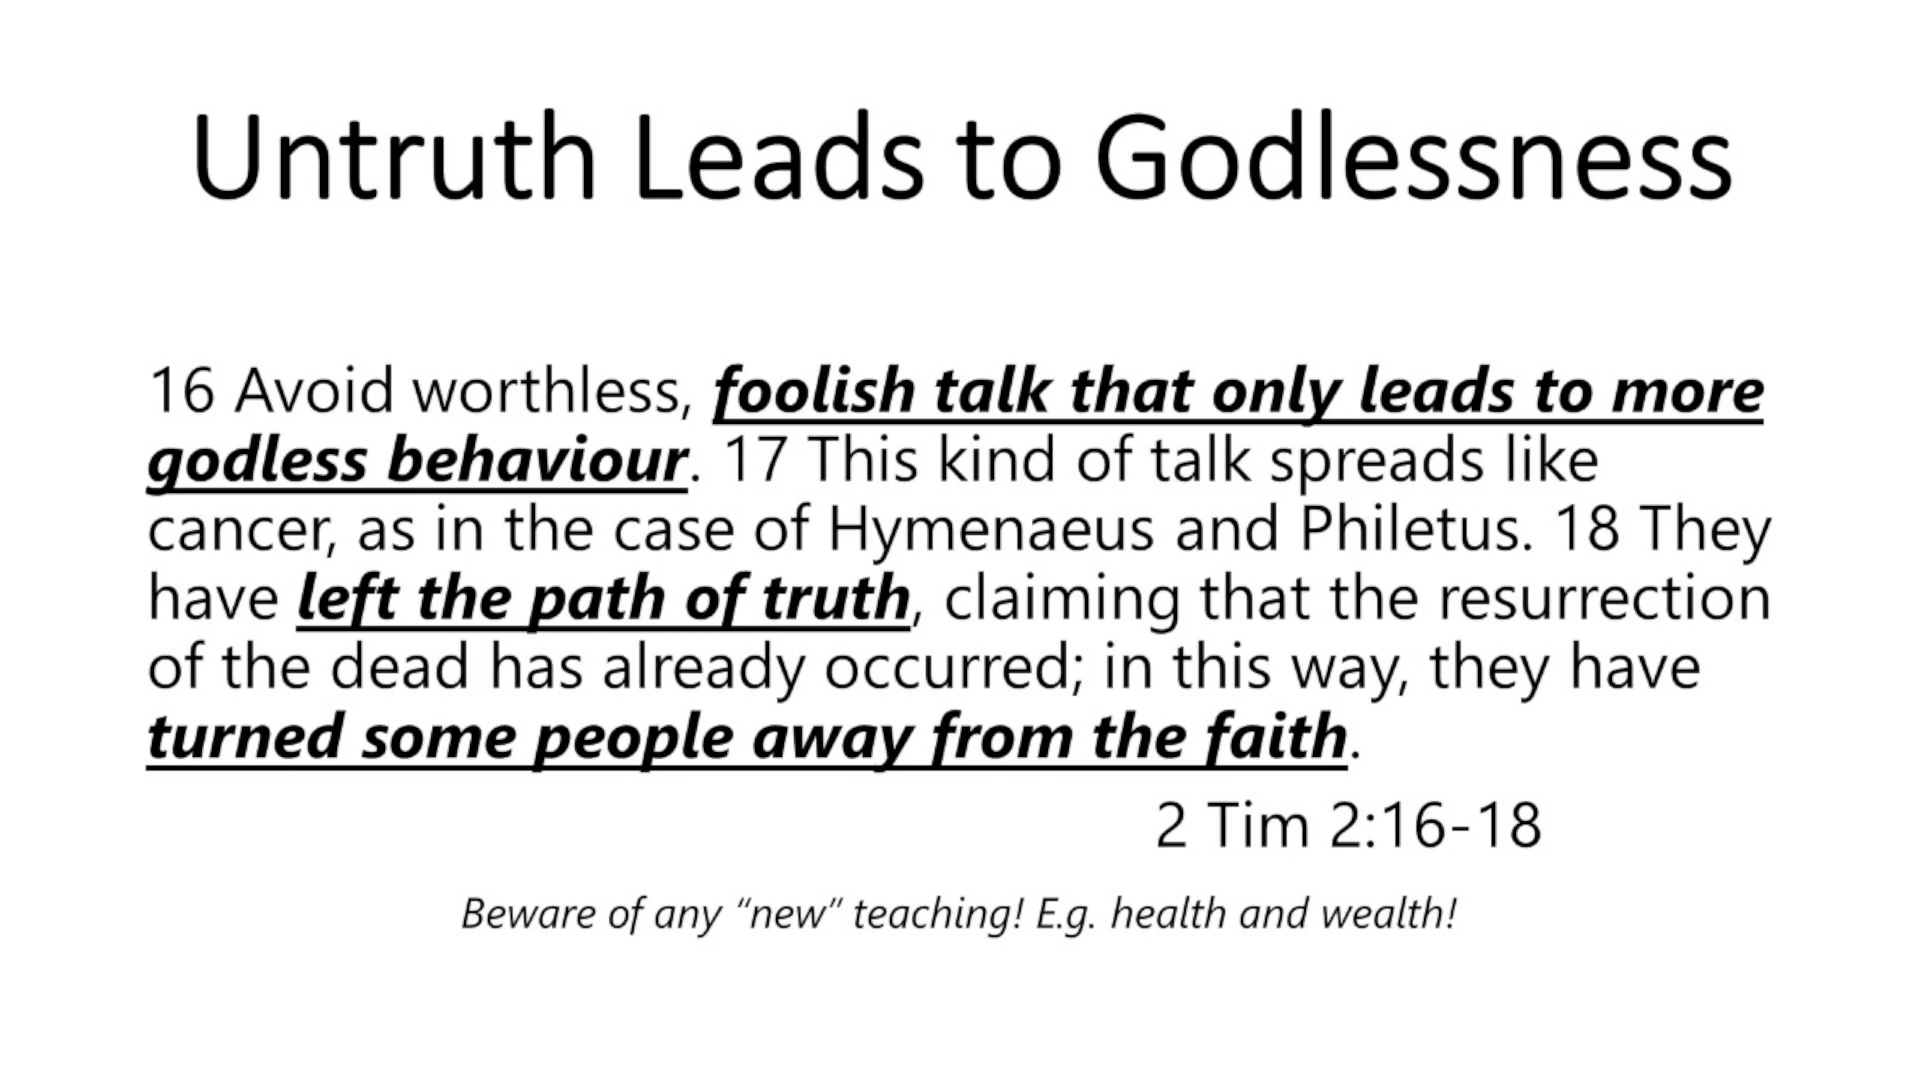 Untruth Leads to Godlessness
16 Avoid worthless, foolish talk that only leads to more
godless behaviour. 17 This kind of talk spreads like
cancer, as in the case of Hymenaeus and Philetus. 18 They
have left the path of truth, claiming that the resurrection
of the dead has already occurred; in this way, they have
turned some people away from the faith.
2 Tim 2:16-18
Beware of any “new” teaching! E.g. health and wealth!